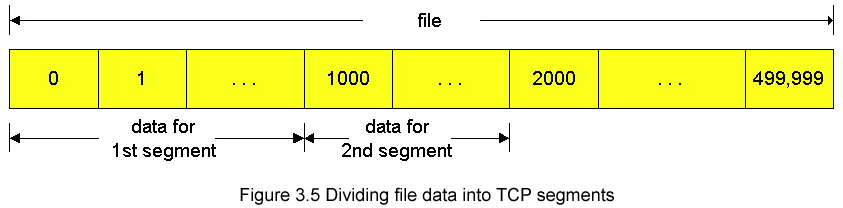 file
0 1 . . . 1000 . . . 2000 . . . 499,999
data for data for
1st segment 2nd segment
Figure 3.5 Dividing file data into TCP segments